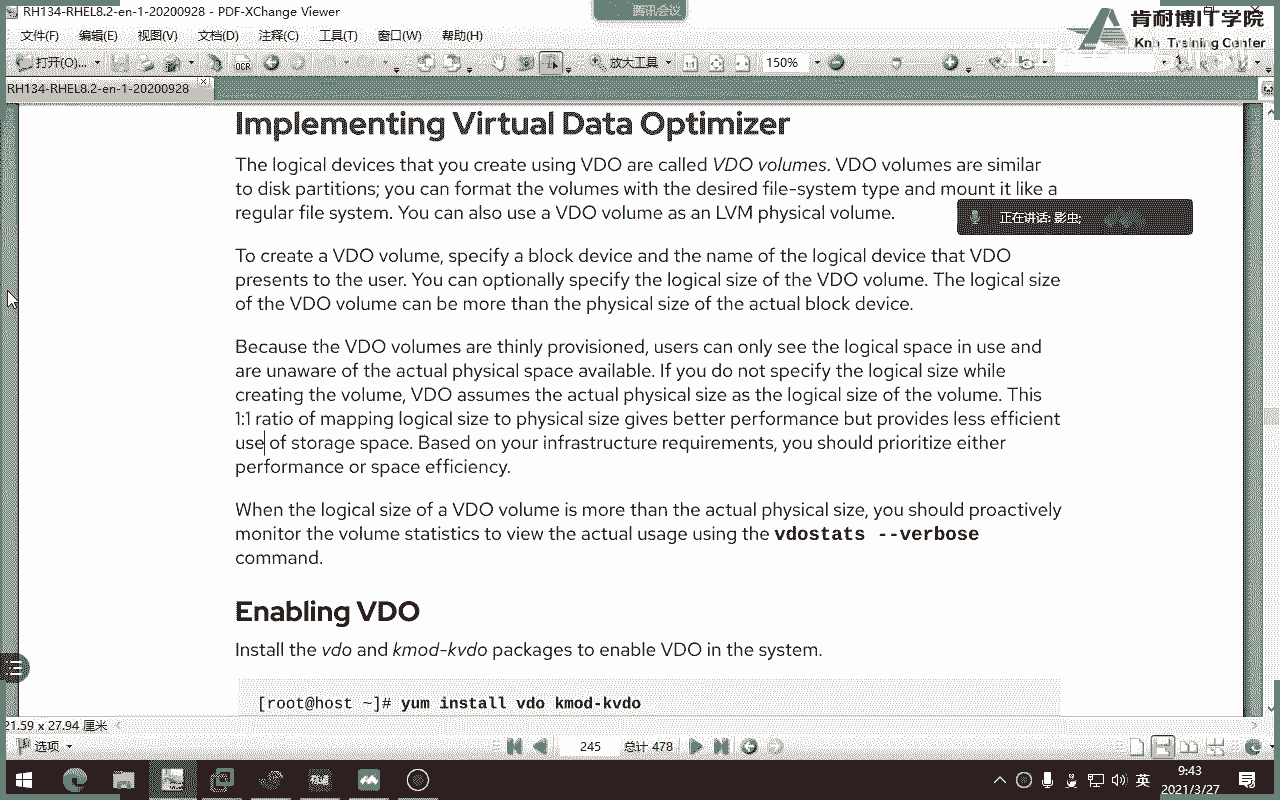 RH134-RHEL8.2-en-1-20200928 - PDF-XChange Viewer
腾讯会议
肯耐博IT学院
Training Center
文件(F) 编辑(E) 视图(V) 文档(D) 注释(C) 工具(T) 窗口(W) 帮助(H)
打开(O)... OCR 放大工具 150%
RH134-RHEL8.2-en-1-20200928
Implementing Virtual Data Optimizer
The logical devices that you create using VDO are called VDO volumes. VDO volumes are similar
to disk partitions; you can format the volumes with the desired file-system type and mount it like a
regular file system. You can also use a VDO volume as an LVM physical volume.
正在讲话: 影虫;
To create a VDO volume, specify a block device and the name of the logical device that VDO
presents to the user. You can optionally specify the logical size of the VDO volume. The logical size
of the VDO volume can be more than the physical size of the actual block device.
Because the VDO volumes are thinly provisioned, users can only see the logical space in use and
are unaware of the actual physical space available. If you do not specify the logical size while
creating the volume, VDO assumes the actual physical size as the logical size of the volume. This
1:1 ratio of mapping logical size to physical size gives better performance but provides less efficient
use of storage space. Based on your infrastructure requirements, you should prioritize either
performance or space efficiency.
When the logical size of a VDO volume is more than the actual physical size, you should proactively
monitor the volume statistics to view the actual usage using the vdostats --verbose
command.
Enabling VDO
Install the vdo and kmod-kvdo packages to enable VDO in the system.
[root@host ~]# yum install vdo kmod-kvdo
21.59 x 27.94 厘米
选项 245 总计 478
英
9:43
2021/3/27